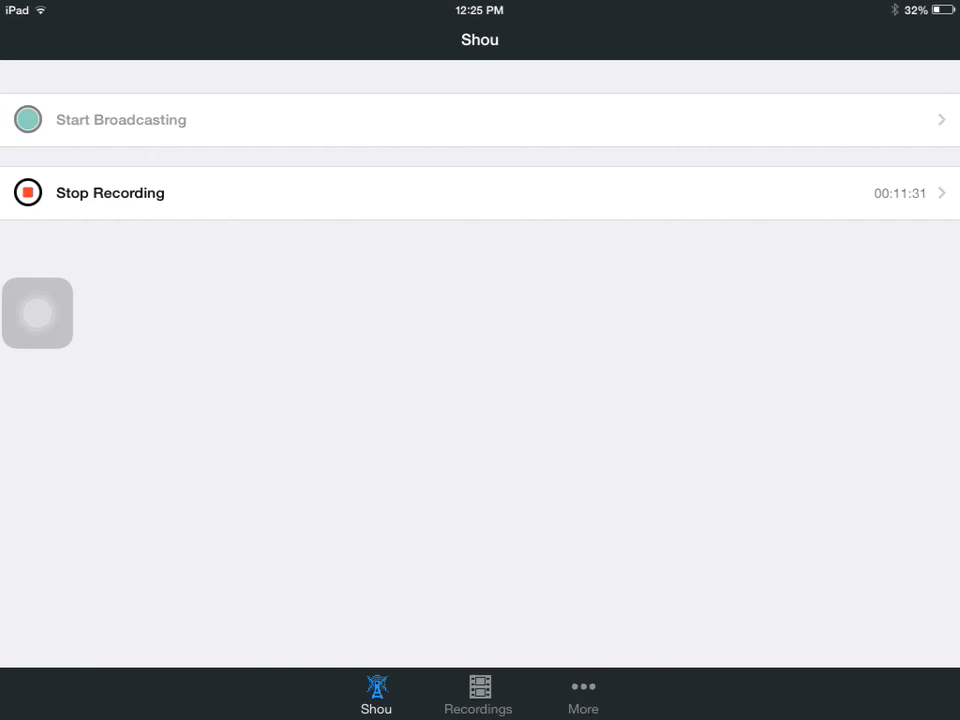 iPad 12:25 PM 32%
Shou
Start Broadcasting
Stop Recording 00:11:31
Shou Recordings More